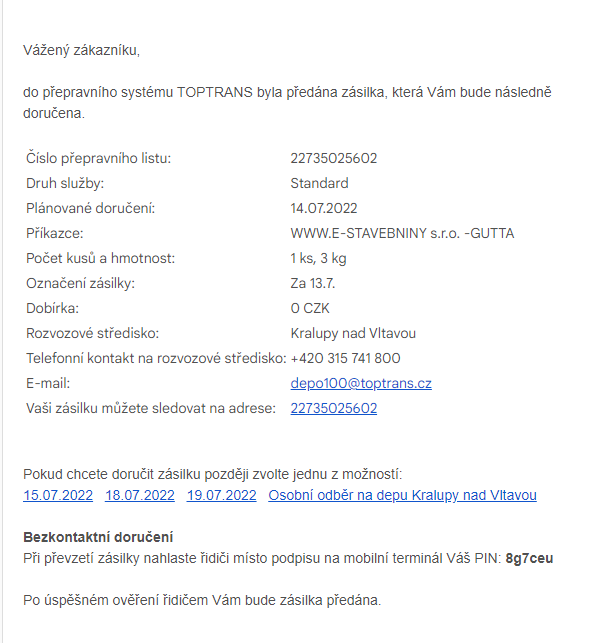 Vážený zákazníku,
do přepravního systému TOPTRANS byla předána zásilka, která Vám bude následně
doručena.
Číslo přepravního listu: 22735025602
Druh služby: Standard
Plánované doručení: 14.07.2022
Příkazce: WWW.E-STAVEBNINY s.r.o. -GUTTA
Počet kusů a hmotnost: 1 ks, 3 kg
Označení zásilky: Za 13.7.
Dobírka: 0 CZK
Rozvozové středisko: Kralupy nad Vltavou
Telefonní kontakt na rozvozové středisko: +420 315 741 800
E-mail: depo100@toptrans.cz
Vaši zásilku můžete sledovat na adrese: 22735025602
Pokud chcete doručit zásilku později zvolte jednu z možností:
15.07.2022 18.07.2022 19.07.2022 Osobní odběr na depu Kralupy nad Vltavou
Bezkontaktní doručení
Při převzetí zásilky nahlaste řidiči místo podpisu na mobilní terminál Váš PIN: 8g7ceu
Po úspěšném ověření řidičem Vám bude zásilka předána.